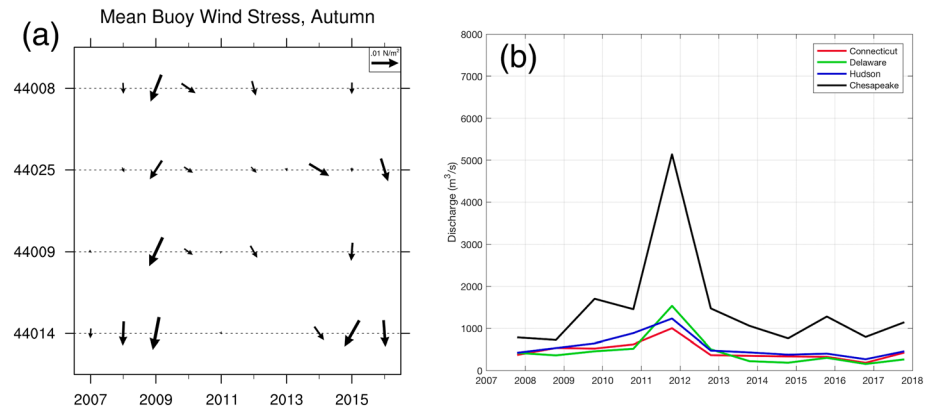 Mean Buoy Wind Stress, Autumn
(a)
.01 N/m²
44008
44025
44009
44014
2007 2009 2011 2013 2015
(b)
Connecticut
Delaware
Hudson
Chesapeake
Discharge (m³/s)
8000
7000
6000
5000
4000
3000
2000
1000
0
2007 2008 2009 2010 2011 2012 2013 2014 2015 2016 2017 2018